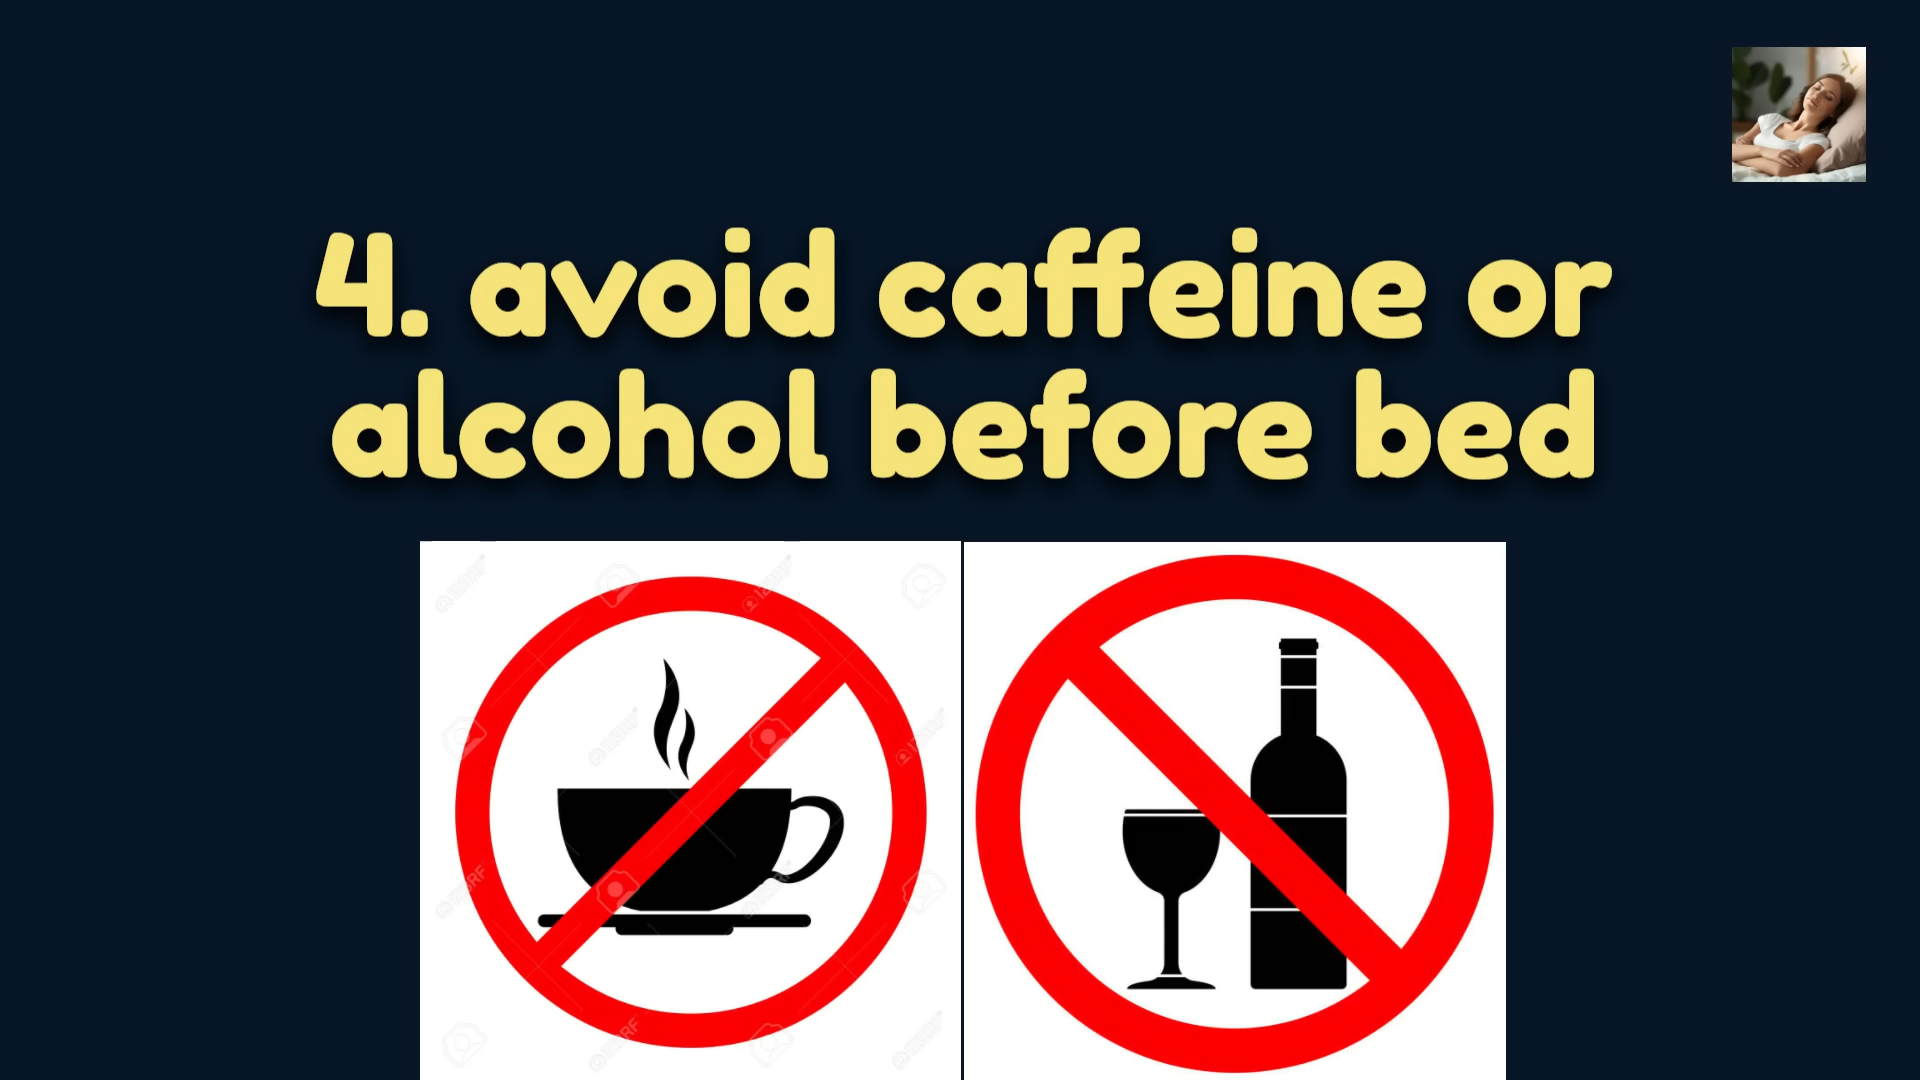 4. avoid caffeine or
alcohol before bed